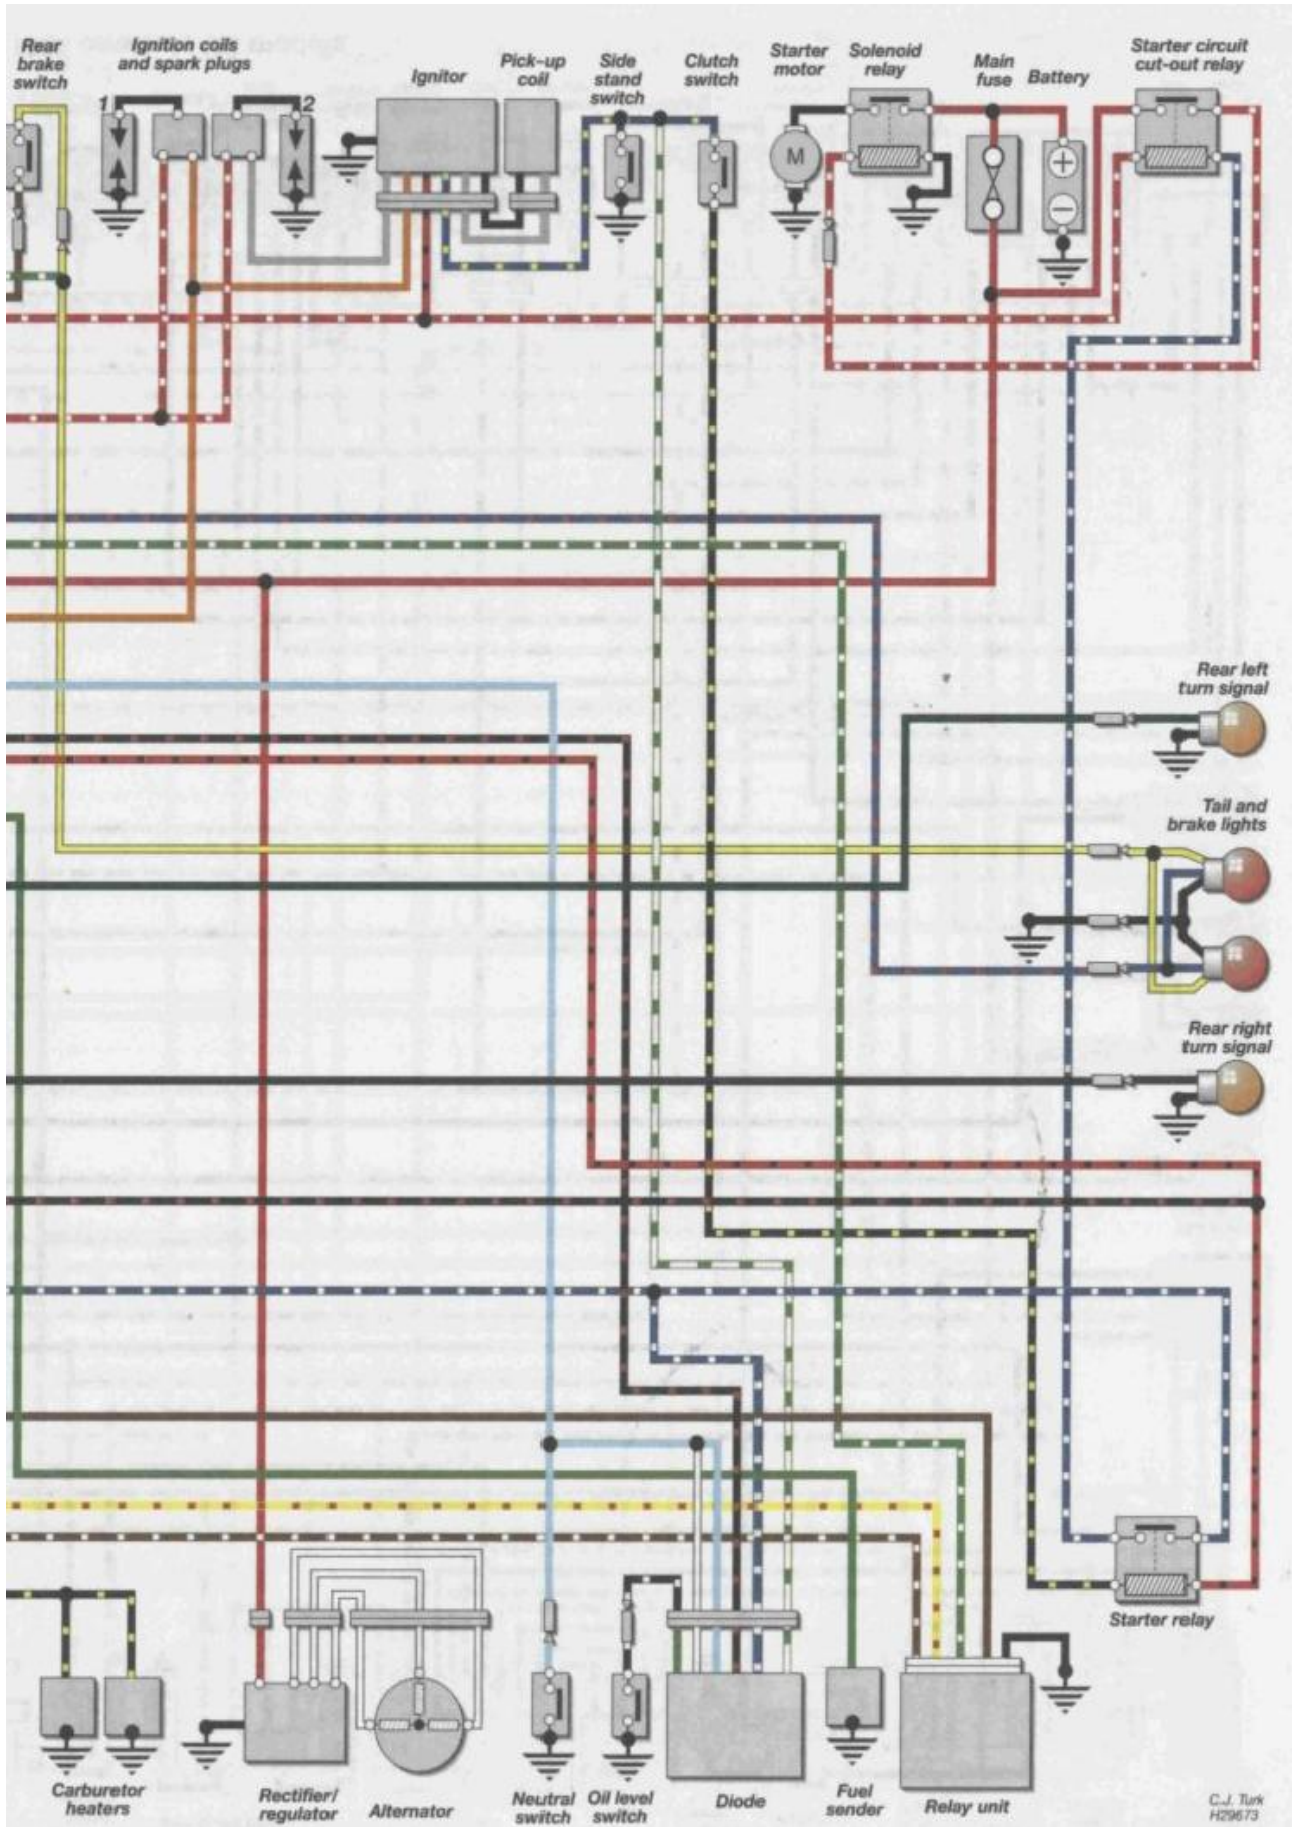 Rear
brake
switch
Ignition coils
and spark plugs
1
2
Ignitor
Pick-up
coil
Side
stand
switch
Clutch
switch
Starter
motor
Solenoid
relay
Main
fuse
Battery
Starter circuit
cut-out relay
M
Rear left
turn signal
Tail and
brake lights
Rear right
turn signal
Starter relay
Carburetor
heaters
Rectifier/
regulator
Alternator
Neutral
switch
Oil level
switch
Diode
Fuel
sender
Relay unit
C.J. Turk
H29673